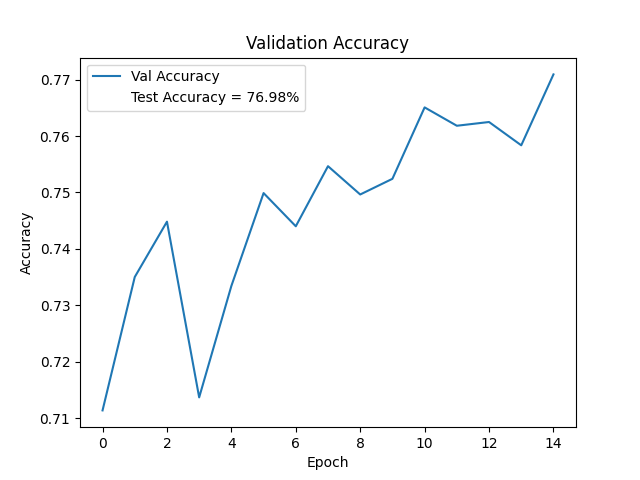 Validation Accuracy
Val Accuracy
Test Accuracy = 76.98%
0.77
0.76
0.75
0.74
0.73
0.72
0.71
Accuracy
0 2 4 6 8 10 12 14
Epoch